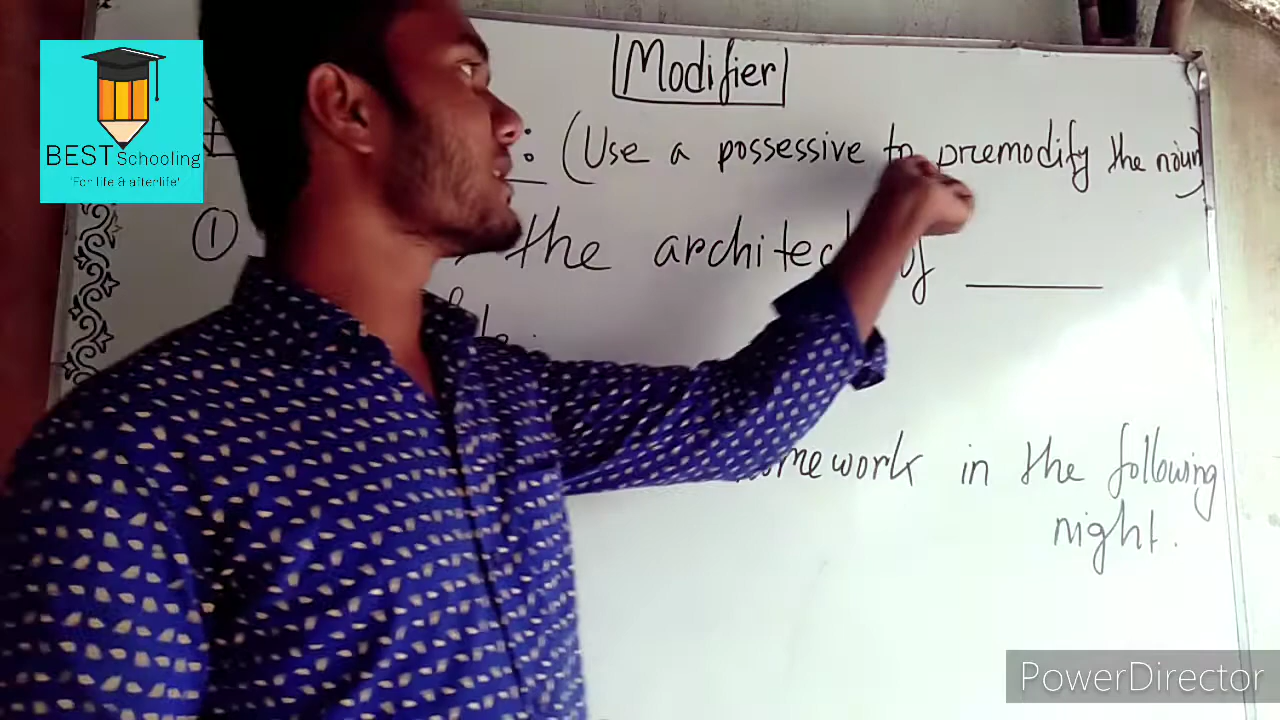 BEST Schooling
"For life & afterlife"
Modifier
: (Use a possessive to premodify the noun)
① the architect of ______
homework in the following
night.
PowerDirector